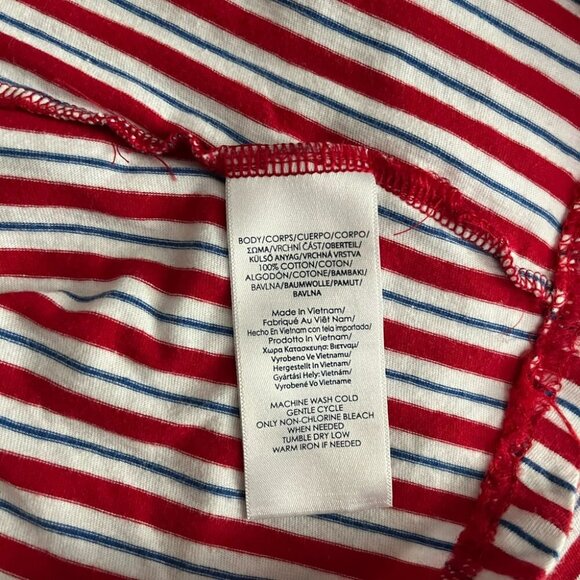 BODY/CORPS/CUERPO/CORPO/
ΣΩΜΑ/VRCHNÍ ČÁST/OBERTEIL/
KÜLSŐ ANYAG/VRCHNÁ VRSTVA
100% COTTON/COTON/
ALGODÓN/COTONE/BAMBAKI/
BAVLNA/BAUMWOLLE/PAMUT/
BAVLNA
Made In Vietnam/
Fabriqué Au Viêt Nam/
Hecho En Vietnam con tela importada/
Prodotto In Vietnam/
Χωρα Κατασκευησ: Βιετναμ/
Vyrobeno Ve Vietnamu/
Hergestellt In Vietnam/
Gyártási Hely: Vietnám/
Vyrobené Vo Vietname
MACHINE WASH COLD
GENTLE CYCLE
ONLY NON-CHLORINE BLEACH
WHEN NEEDED
TUMBLE DRY LOW
WARM IRON IF NEEDED